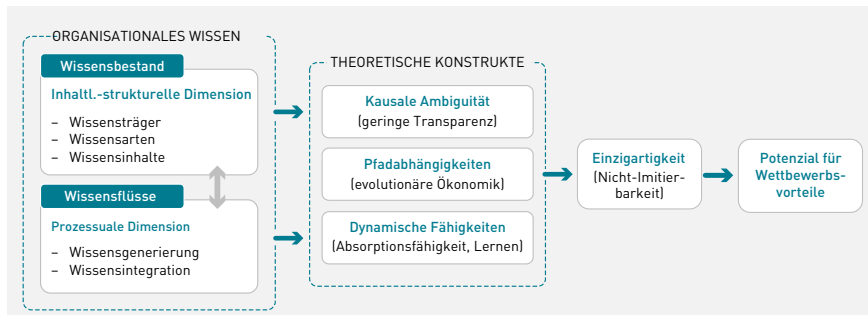 ORGANISATIONALES WISSEN
Wissensbestand
Inhaltl.-strukturelle Dimension
– Wissensträger
– Wissensarten
– Wissensinhalte
Wissensflüsse
Prozessuale Dimension
– Wissensgenerierung
– Wissensintegration
THEORETISCHE KONSTRUKTE
Kausale Ambiguität
(geringe Transparenz)
Pfadabhängigkeiten
(evolutionäre Ökonomik)
Dynamische Fähigkeiten
(Absorptionsfähigkeit, Lernen)
Einzigartigkeit
(Nicht-Imitier-
barkeit)
Potenzial für
Wettbewerbs-
vorteile